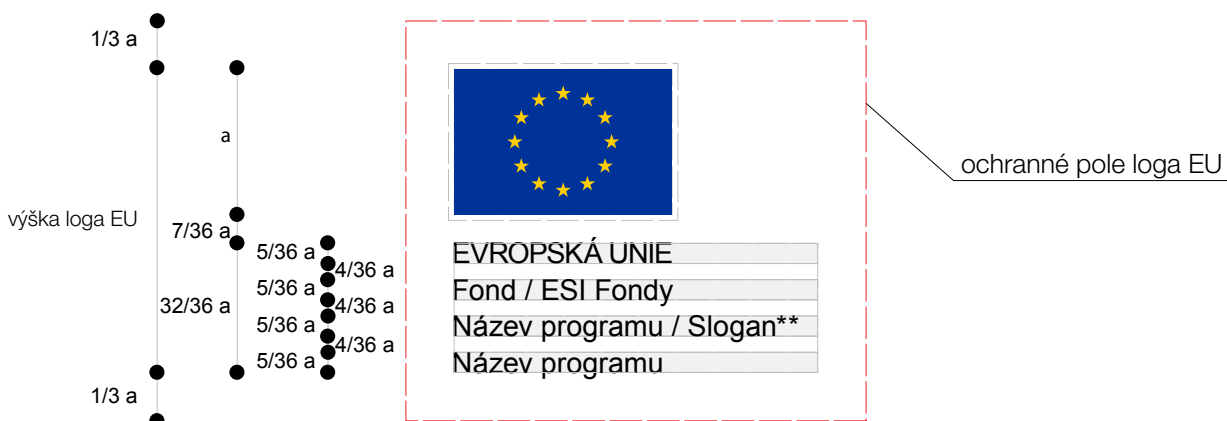 1/3 a
a
výška loga EU
7/36 a
32/36 a
5/36 a
4/36 a
5/36 a
4/36 a
5/36 a
4/36 a
5/36 a
1/3 a
EVROPSKÁ UNIE
Fond / ESI Fondy
Název programu / Slogan**
Název programu
ochranné pole loga EU